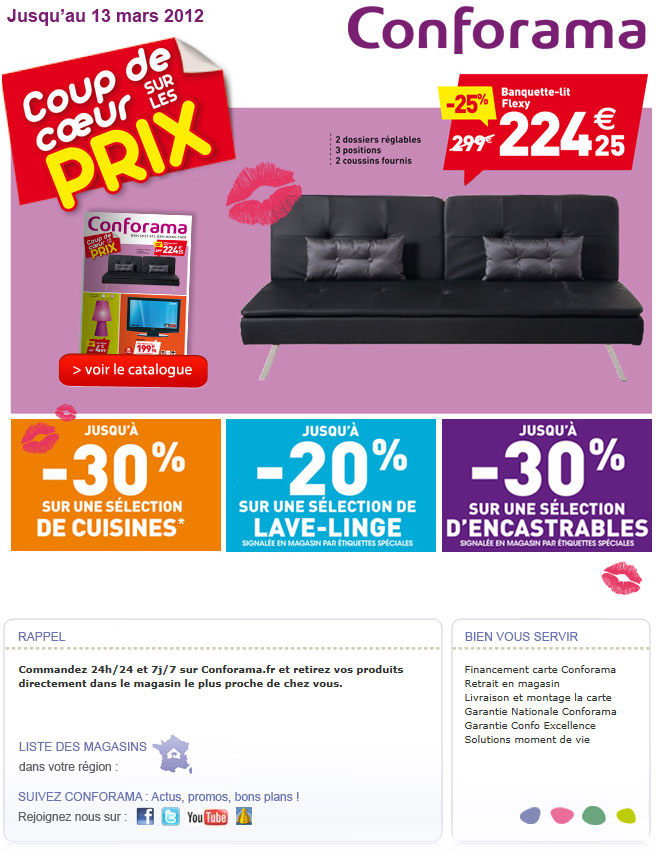 Jusqu'au 13 mars 2012
Conforama
Coup de
cœur SUR LES
PRIX
-25%
Banquette-lit
Flexy
299€
224€25
2 dossiers réglables
3 positions
2 coussins fournis
Conforama
Coup de
cœur SUR LES
PRIX
224€25
199€
> voir le catalogue
JUSQU'À
-30%
SUR UNE SÉLECTION
DE CUISINES*
JUSQU'À
-20%
SUR UNE SÉLECTION DE
LAVE-LINGE
SIGNALÉE EN MAGASIN PAR ÉTIQUETTES SPÉCIALES
JUSQU'À
-30%
SUR UNE SÉLECTION
D'ENCASTRABLES
SIGNALÉE EN MAGASIN PAR ÉTIQUETTES SPÉCIALES
RAPPEL
Commandez 24h/24 et 7j/7 sur Conforama.fr et retirez vos produits
directement dans le magasin le plus proche de chez vous.
LISTE DES MAGASINS
dans votre région :
SUIVEZ CONFORAMA : Actus, promos, bons plans !
Rejoignez nous sur :
You Tube
BIEN VOUS SERVIR
Financement carte Conforama
Retrait en magasin
Livraison et montage la carte
Garantie Nationale Conforama
Garantie Confo Excellence
Solutions moment de vie